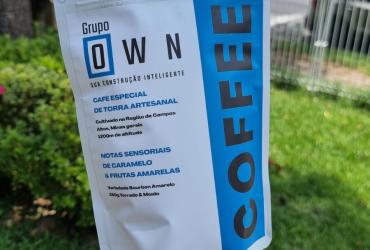 Grupo
OWN
SUA CONSTRUÇÃO INTELIGENTE
CAFE ESPECIAL
DE TORRA ARTESANAL
Cultivado na Região de Campos
Altos, Minas gerais
1200m de altitude
NOTAS SENSORIAIS
DE CARAMELO
& FRUTAS AMARELAS
Variedade Bourbon Amarelo
250g Torrado & Moído
COFFEE